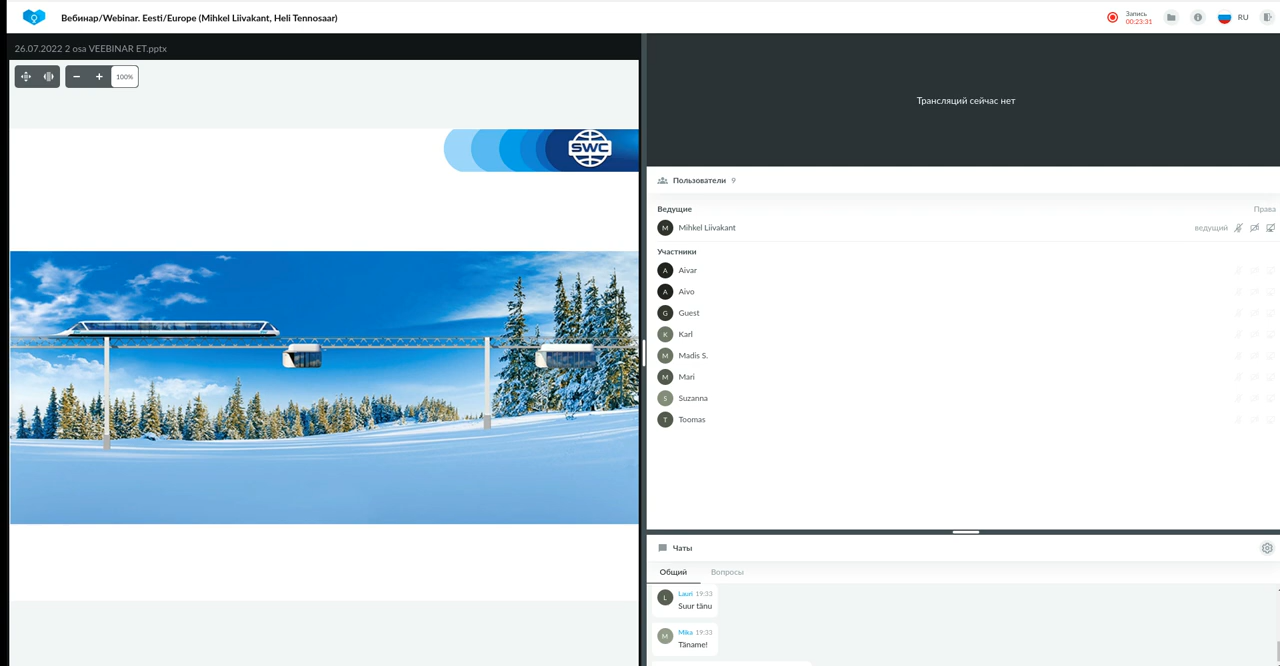 Вебинар/Webinar. Eesti/Europe (Mihkel Liivakant, Heli Tennosaar)
Запись
00:23:31
RU
26.07.2022 2 osa VEEBINAR ET.pptx
100%
SWC
Трансляций сейчас нет
Пользователи 9
Ведущие Права
M Mihkel Liivakant ведущий
Участники
A Aivar
A Aivo
G Guest
K Karl
M Madis S.
M Mari
S Suzanna
T Toomas
Чаты
Общий Вопросы
L Lauri 19:33
Suur tänu
M Mika 19:33
Täname!